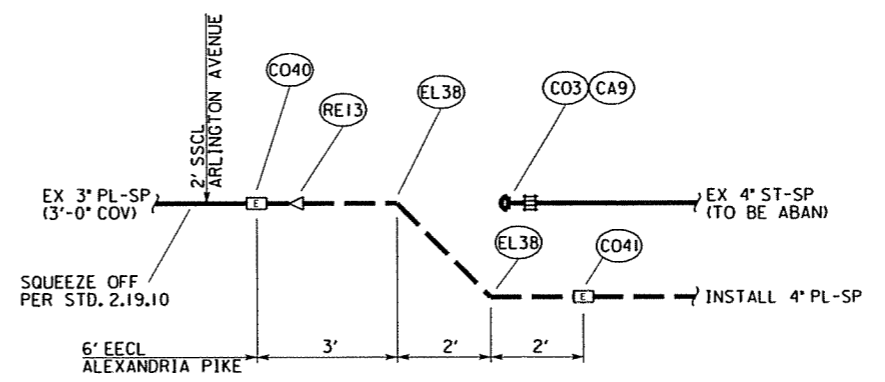 2' SSCL
ARLINGTON AVENUE
CO40
RE13
EL38
CO3
CA9
EX 3" PL-SP
(3'-0" COV)
EX 4" ST-SP
(TO BE ABAN)
EL38
CO41
E
E
SQUEEZE OFF
PER STD. 2.19.10
INSTALL 4" PL-SP
6' EECL
ALEXANDRIA PIKE
3'
2'
2'